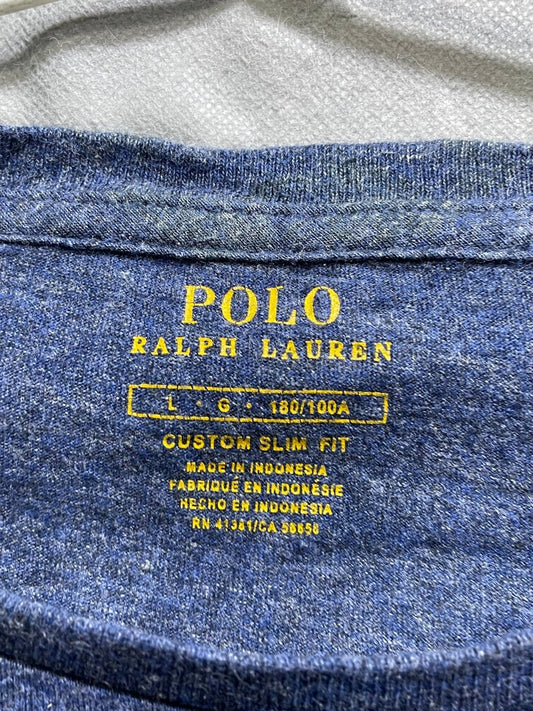 POLO
RALPH LAUREN
L • G • 180/100A
CUSTOM SLIM FIT
MADE IN INDONESIA
FABRIQUÉ EN INDONÉSIE
HECHO EN INDONESIA
RN 41381/CA 56656